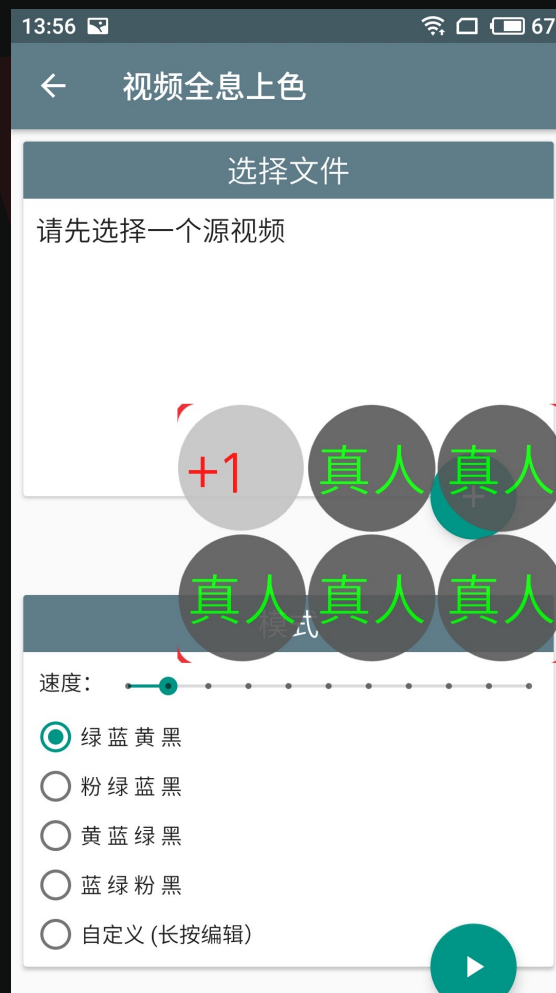 13:56
67
视频全息上色
选择文件
请先选择一个源视频
+1 真人 真人
+
真人 真人 真人
模式
速度：
绿 蓝 黄 黑
粉 绿 蓝 黑
黄 蓝 绿 黑
蓝 绿 粉 黑
自定义 (长按编辑）